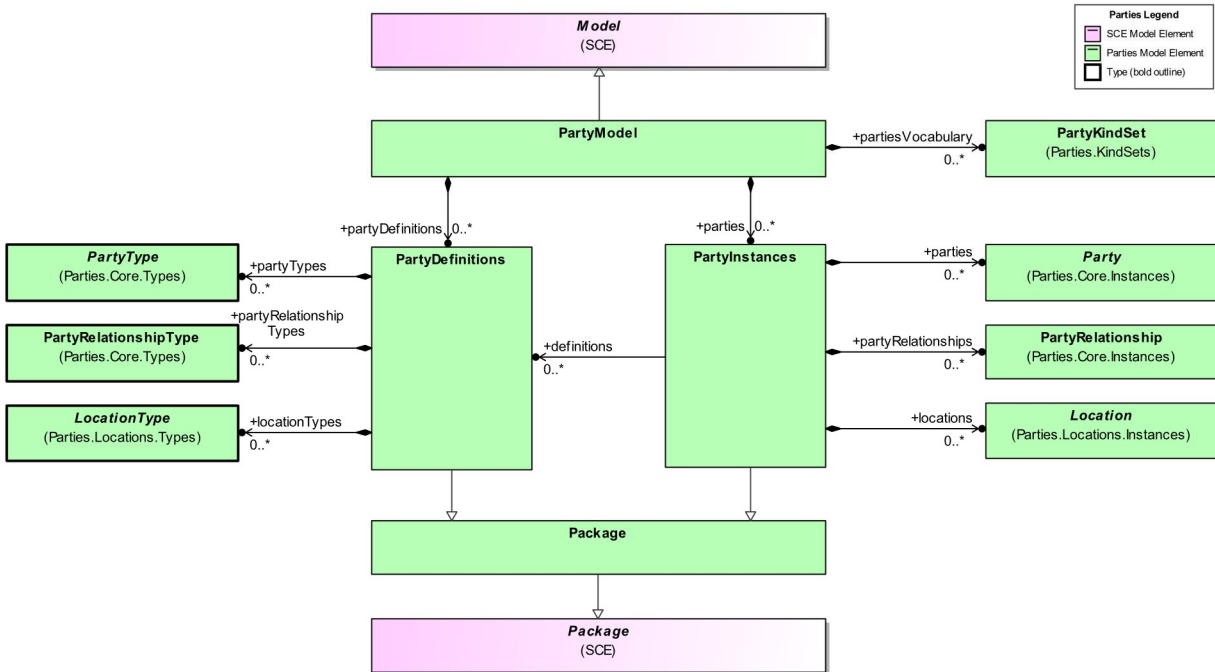 Model
(SCE)
Parties Legend
SCE Model Element
Parties Model Element
Type (bold outline)
PartyModel
+partiesVocabulary
0..*
PartyKindSet
(Parties.KindSets)
+partyDefinitions
0..*
+parties
0..*
PartyType
(Parties.Core.Types)
+partyTypes
0..*
PartyDefinitions
PartyInstances
+parties
0..*
Party
(Parties.Core.Instances)
PartyRelationshipType
(Parties.Core.Types)
+partyRelationship
Types
0..*
+definitions
0..*
+partyRelationships
0..*
PartyRelationship
(Parties.Core.Instances)
LocationType
(Parties.Locations.Types)
+locationTypes
0..*
+locations
0..*
Location
(Parties.Locations.Instances)
Package
Package
(SCE)